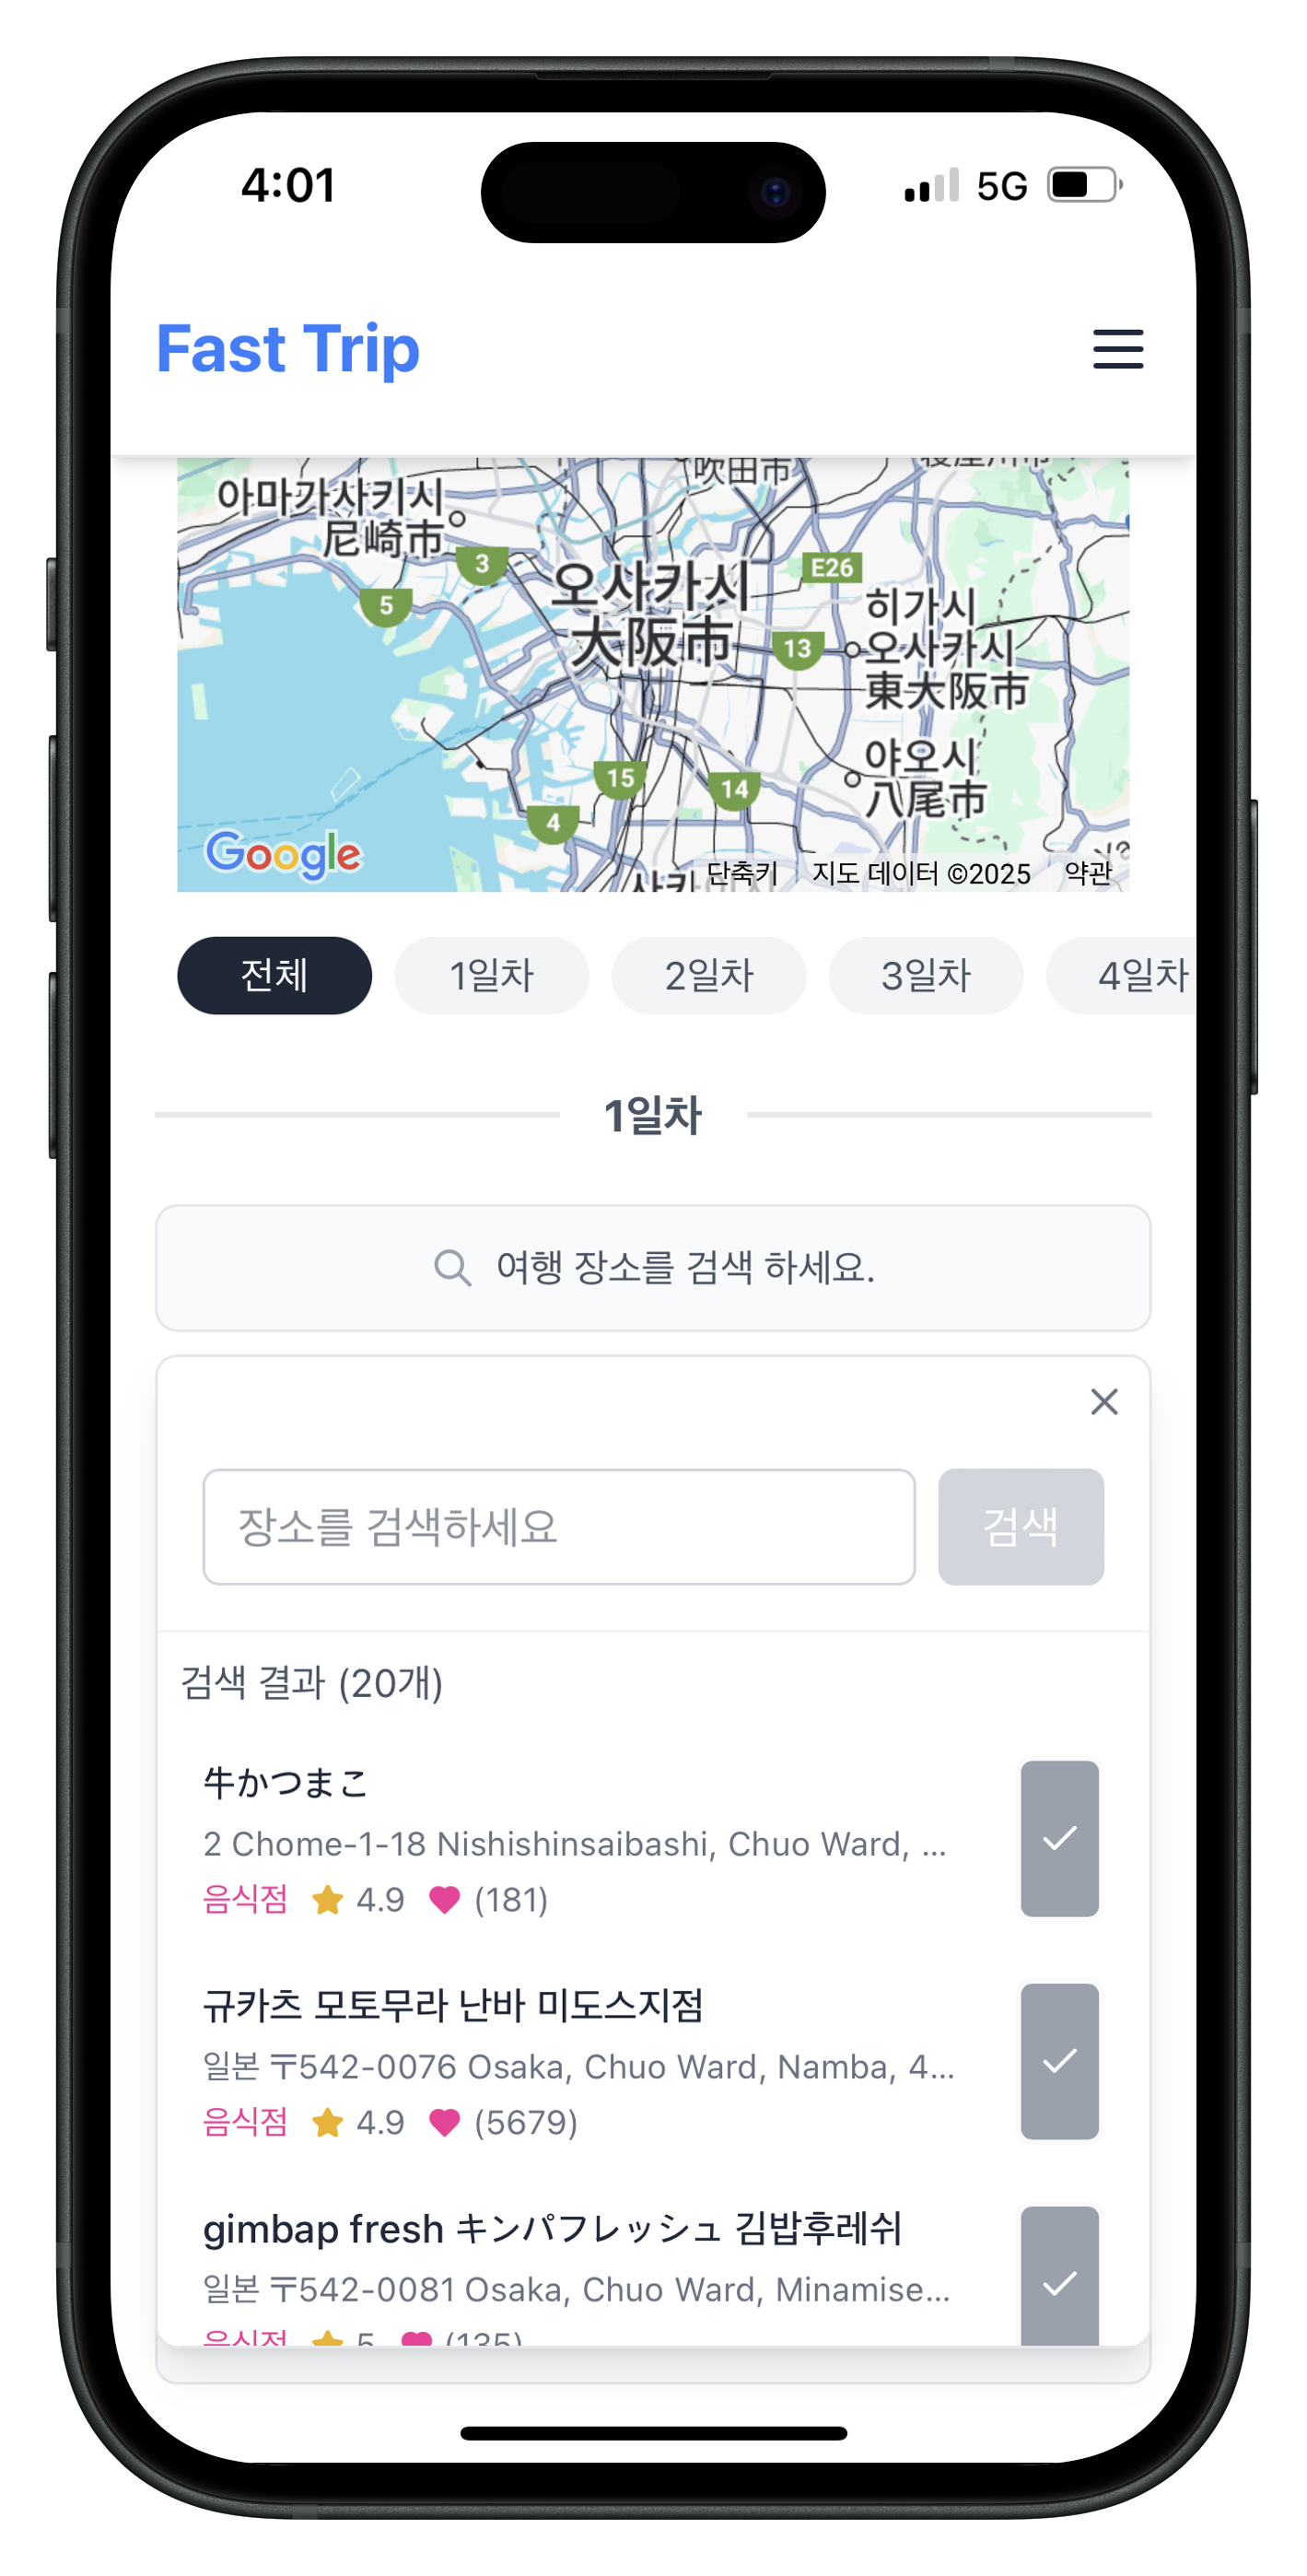 4:01
5G
Fast Trip
吹田市
아마가사키시
尼崎市
3
5
오사카시
大阪市
E26
13
히가시
오사카시
東大阪市
야오시
八尾市
15
14
4
Google
단축키
지도 데이터 ©2025
약관
전체
1일차
2일차
3일차
4일차
1일차
여행 장소를 검색 하세요.
장소를 검색하세요
검색
검색 결과 (20개)
牛かつまこ
2 Chome-1-18 Nishishinsaibashi, Chuo Ward, ...
음식점 4.9 (181)
규카츠 모토무라 난바 미도스지점
일본 〒542-0076 Osaka, Chuo Ward, Namba, 4...
음식점 4.9 (5679)
gimbap fresh キンパフレッシュ 김밥후레쉬
일본 〒542-0081 Osaka, Chuo Ward, Minamise...
음식점 5 (135)